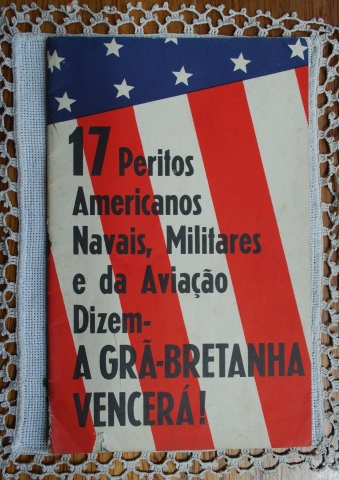 17 Peritos
Americanos
Navais, Militares
e da Aviação
Dizem-
A GRÃ-BRETANHA
VENCERÁ!